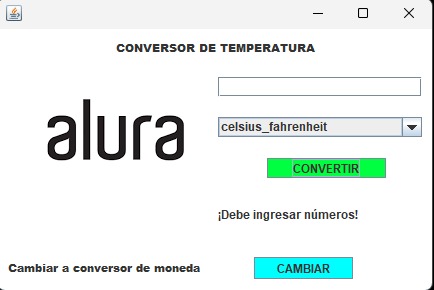 CONVERSOR DE TEMPERATURA
alura
celsius_fahrenheit
CONVERTIR
¡Debe ingresar números!
Cambiar a conversor de moneda
CAMBIAR